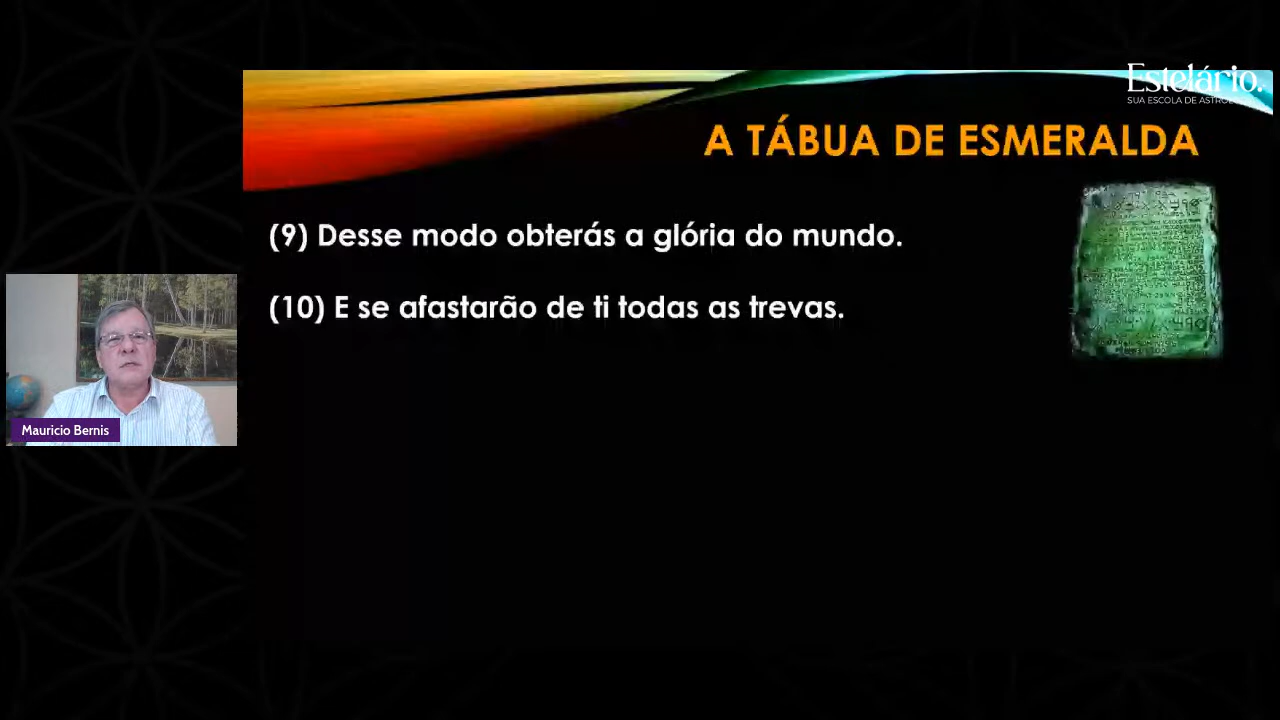 Estelário.
SUA ESCOLA DE ASTROLOGIA
A TÁBUA DE ESMERALDA
(9) Desse modo obterás a glória do mundo.
(10) E se afastarão de ti todas as trevas.
Mauricio Bernis